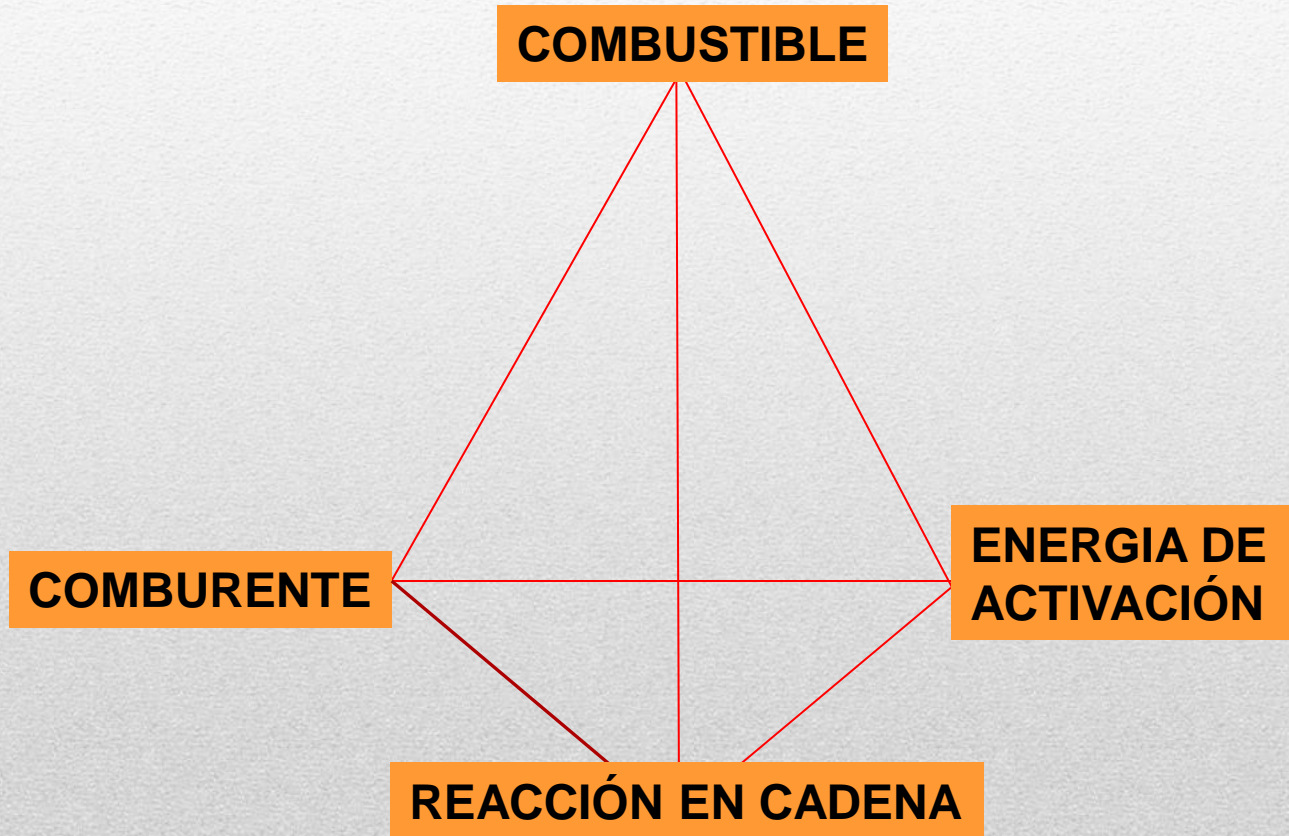 COMBUSTIBLE
COMBURENTE
ENERGIA DE
ACTIVACIÓN
REACCIÓN EN CADENA